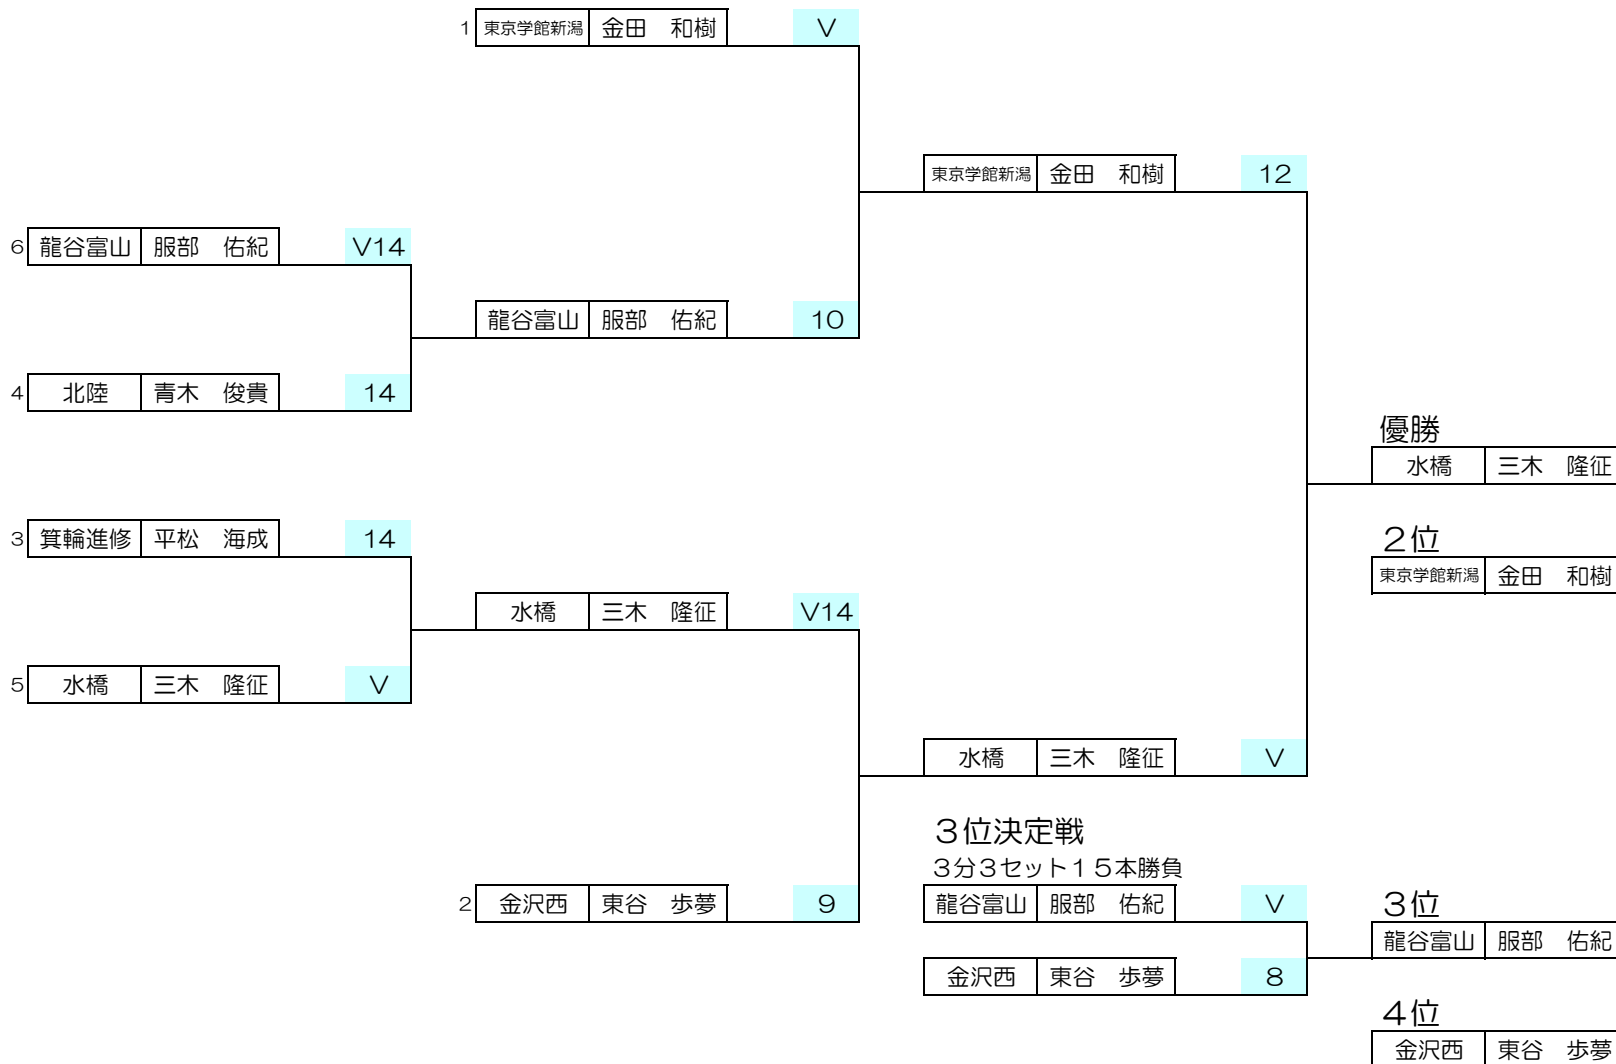 1 東京学館新潟 金田　和樹 V
東京学館新潟 金田　和樹 12
6 龍谷富山 服部　佑紀 V14
龍谷富山 服部　佑紀 10
4 北陸 青木　俊貴 14
優勝
水橋 三木　隆征
3 箕輪進修 平松　海成 14
2位
東京学館新潟 金田　和樹
水橋 三木　隆征 V14
5 水橋 三木　隆征 V
水橋 三木　隆征 V
3位決定戦
3分3セット15本勝負
2 金沢西 東谷　歩夢 9
龍谷富山 服部　佑紀 V
3位
龍谷富山 服部　佑紀
金沢西 東谷　歩夢 8
4位
金沢西 東谷　歩夢